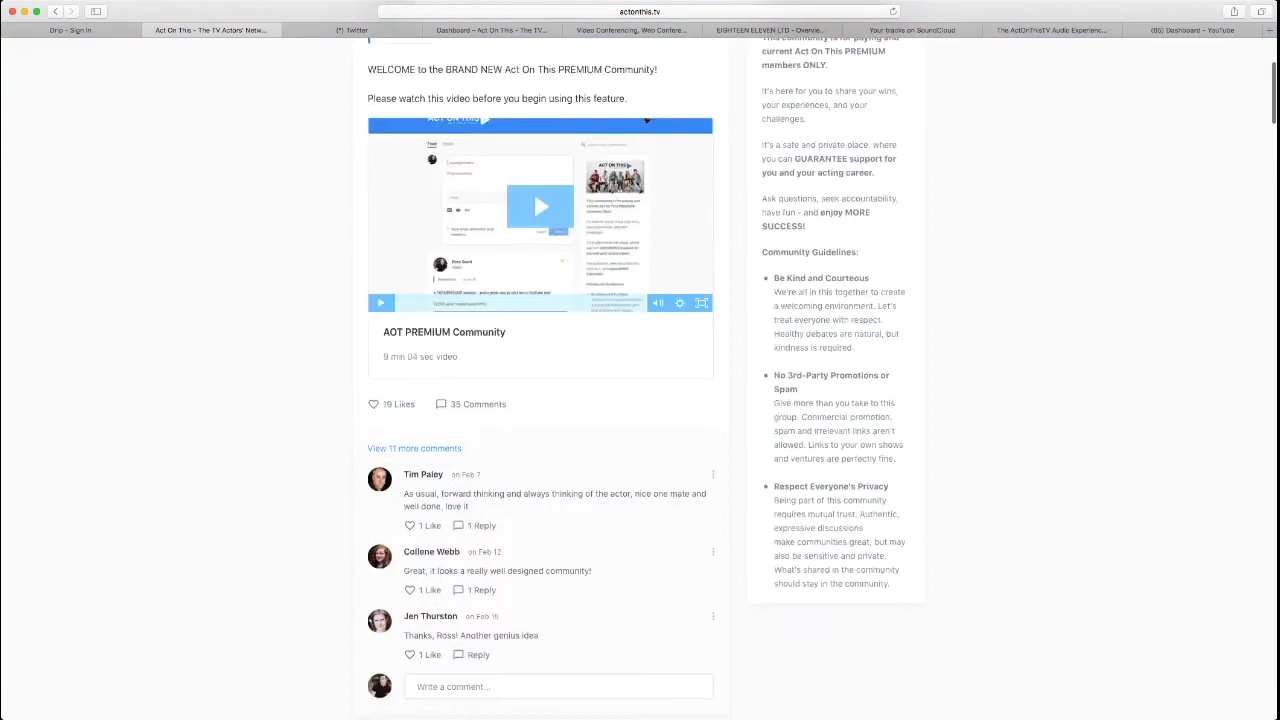 actonthis.tv
Drip - Sign In
Act On This - The TV Actors' Netw...
(*) Twitter
Dashboard - Act On This - The TV...
Video Conferencing, Web Confere...
EIGHTEEN ELEVEN LTD - Overvie...
Your tracks on SoundCloud
The ActOnThisTV Audio Experienc...
(65) Dashboard - YouTube
WELCOME to the BRAND NEW Act On This PREMIUM Community!
Please watch this video before you begin using this feature.
ACT ON THIS
AOT PREMIUM Community
9 min 04 sec video
19 Likes
35 Comments
View 11 more comments
Tim Paley on Feb 7
As usual, forward thinking and always thinking of the actor, nice one mate and
well done, love it
1 Like
1 Reply
Collene Webb on Feb 12
Great, it looks a really well designed community!
1 Like
1 Reply
Jen Thurston on Feb 15
Thanks, Ross! Another genius idea
1 Like
Reply
Write a comment...
This community is for paying and
current Act On This PREMIUM
members ONLY.
It's here for you to share your wins,
your experiences, and your
challenges.
It's a safe and private place, where
you can GUARANTEE support for
you and your acting career.
Ask questions, seek accountability,
have fun - and enjoy MORE
SUCCESS!
Community Guidelines:
Be Kind and Courteous
We're all in this together to create
a welcoming environment. Let's
treat everyone with respect.
Healthy debates are natural, but
kindness is required.
No 3rd-Party Promotions or
Spam
Give more than you take to this
group. Commercial promotion,
spam and irrelevant links aren't
allowed. Links to your own shows
and ventures are perfectly fine.
Respect Everyone's Privacy
Being part of this community
requires mutual trust. Authentic,
expressive discussions
make communities great, but may
also be sensitive and private.
What's shared in the community
should stay in the community.